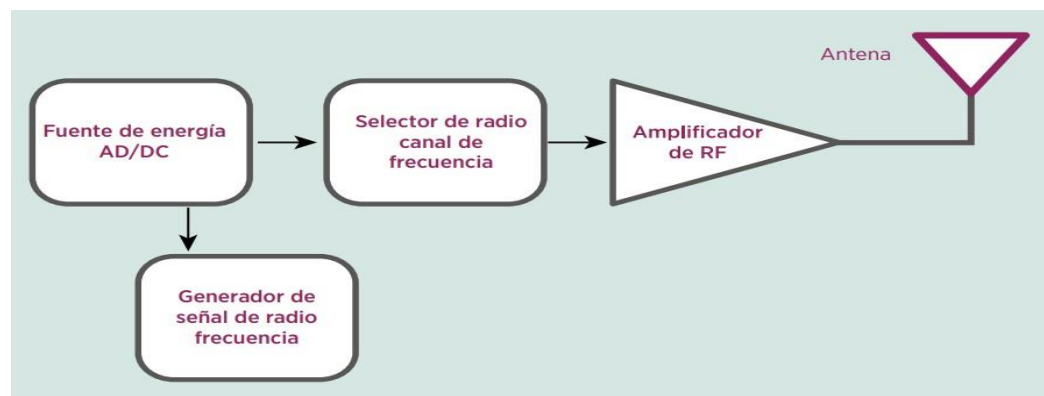 Antena
Fuente de energía
AD/DC
Selector de radio
canal de
frecuencia
Amplificador
de RF
Generador de
señal de radio
frecuencia